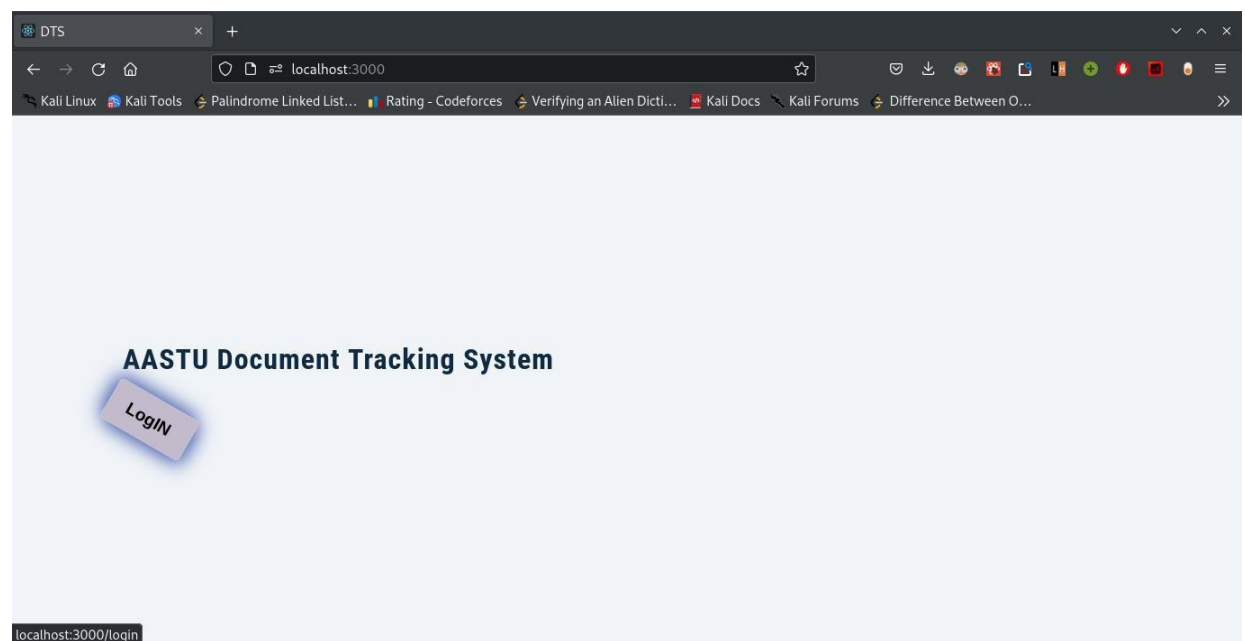 DTS
localhost:3000
Kali Linux Kali Tools Palindrome Linked List... Rating - Codeforces Verifying an Alien Dicti... Kali Docs Kali Forums Difference Between O...
AASTU Document Tracking System
LogIN
localhost:3000/login